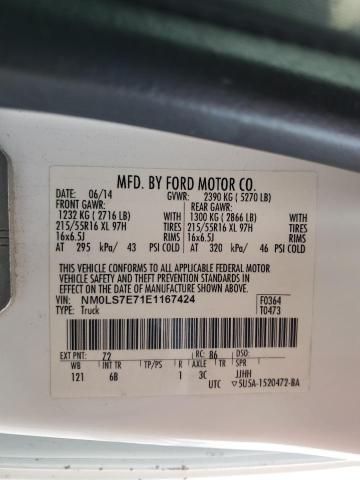 MFD. BY FORD MOTOR CO.
DATE: 06/14 GVWR: 2390 KG ( 5270 LB)
FRONT GAWR: REAR GAWR:
1232 KG ( 2716 LB) WITH 1300 KG ( 2866 LB) WITH
215/55R16 XL 97H TIRES 215/55R16 XL 97H TIRES
16x6.5J RIMS 16x6.5J RIMS
AT 295 kPa/ 43 PSI COLD AT 320 kPa/ 46 PSI COLD
THIS VEHICLE CONFORMS TO ALL APPLICABLE FEDERAL MOTOR
VEHICLE SAFETY AND THEFT PREVENTION STANDARDS IN
EFFECT ON THE DATE OF MANUFACTURE SHOWN ABOVE.
VIN: NM0LS7E71E1167424 F0364
TYPE: Truck T0473
EXT PNT: Z2 RC: 86 DSO:
WB INT TR TP/PS R AXLE TR SPR
121 6B 1 3C JJHH
UTC 5U5A-1520472-BA